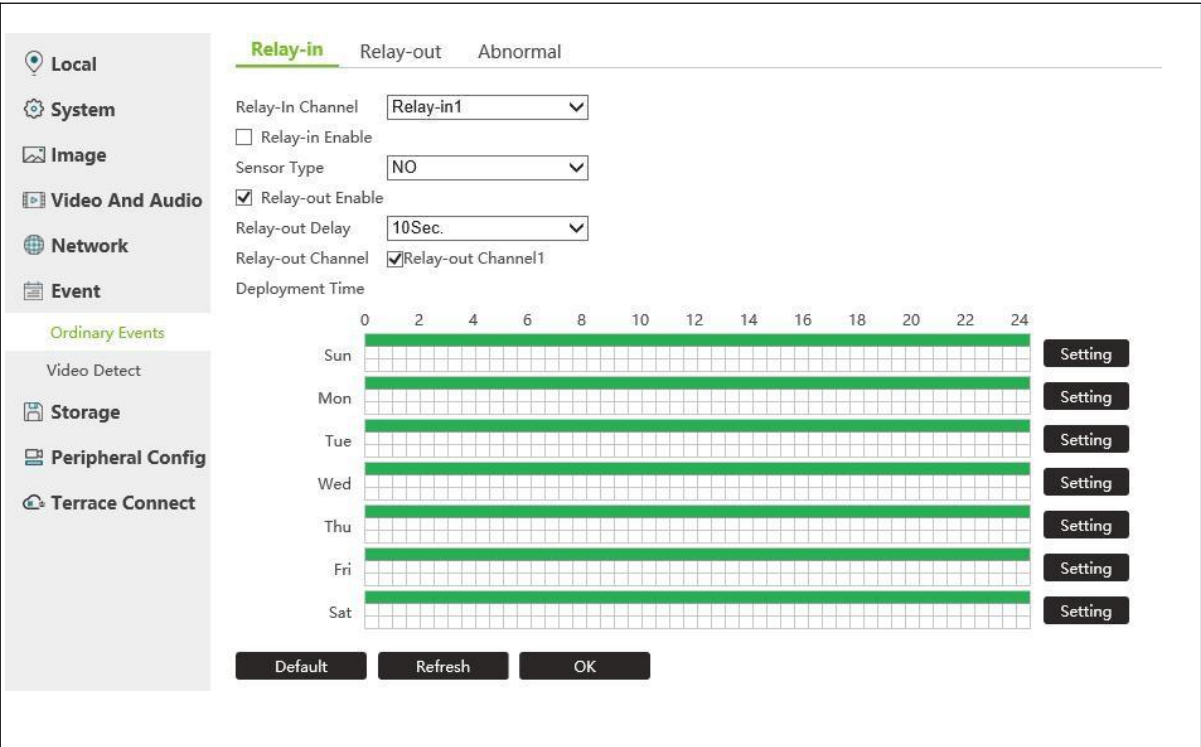 Local
System
Image
Video And Audio
Network
Event
Ordinary Events
Video Detect
Storage
Peripheral Config
Terrace Connect
Relay-in Relay-out Abnormal
Relay-In Channel Relay-in1
Relay-in Enable
Sensor Type NO
Relay-out Enable
Relay-out Delay 10Sec.
Relay-out Channel Relay-out Channel1
Deployment Time
0 2 4 6 8 10 12 14 16 18 20 22 24
Sun Setting
Mon Setting
Tue Setting
Wed Setting
Thu Setting
Fri Setting
Sat Setting
Default Refresh OK